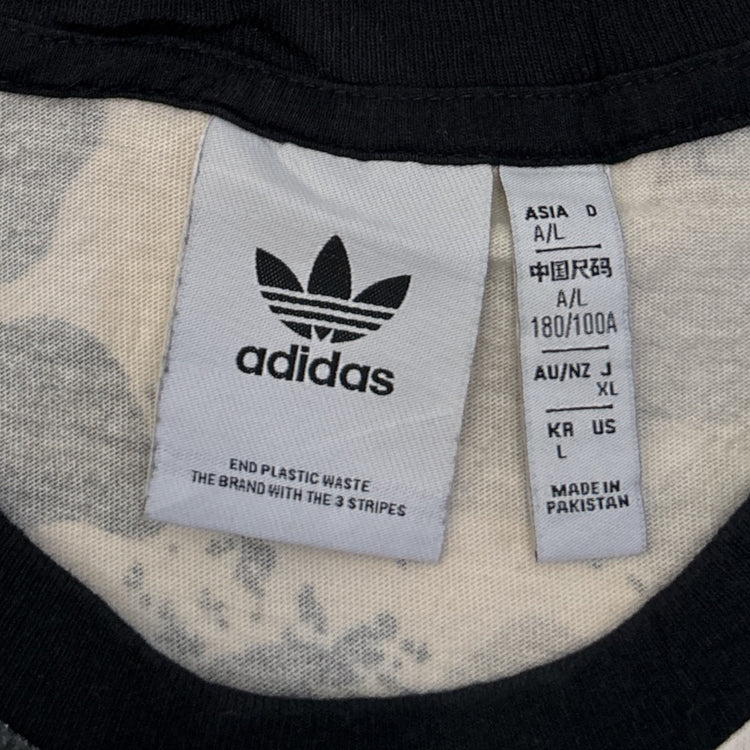 adidas
END PLASTIC WASTE
THE BRAND WITH THE 3 STRIPES
ASIA D
A/L
中国尺码
A/L
180/100A
AU/NZ J
XL
KR US
L
MADE IN
PAKISTAN